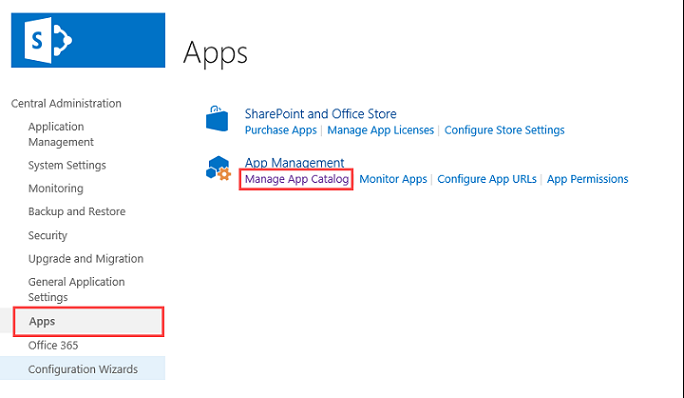 S
Apps
Central Administration
Application
Management
System Settings
Monitoring
Backup and Restore
Security
Upgrade and Migration
General Application
Settings
Apps
Office 365
Configuration Wizards
SharePoint and Office Store
Purchase Apps | Manage App Licenses | Configure Store Settings
App Management
Manage App Catalog | Monitor Apps | Configure App URLs | App Permissions